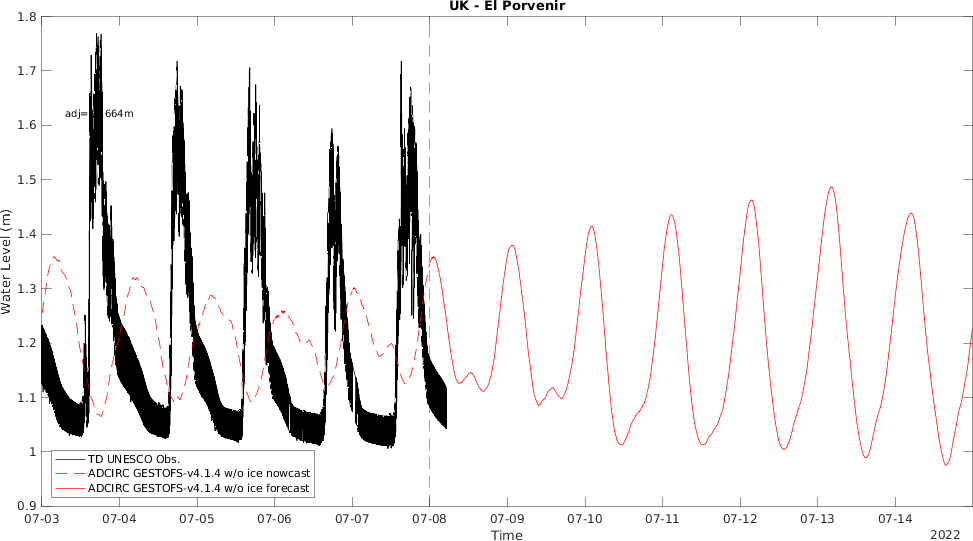 UK - El Porvenir
1.8
1.7
1.6
1.5
1.4
1.3
1.2
1.1
1
0.9
Water Level (m)
adj= .664m
TD UNESCO Obs.
ADCIRC GESTOFS-v4.1.4 w/o ice nowcast
ADCIRC GESTOFS-v4.1.4 w/o ice forecast
07-03 07-04 07-05 07-06 07-07 07-08 07-09 07-10 07-11 07-12 07-13 07-14
Time
2022